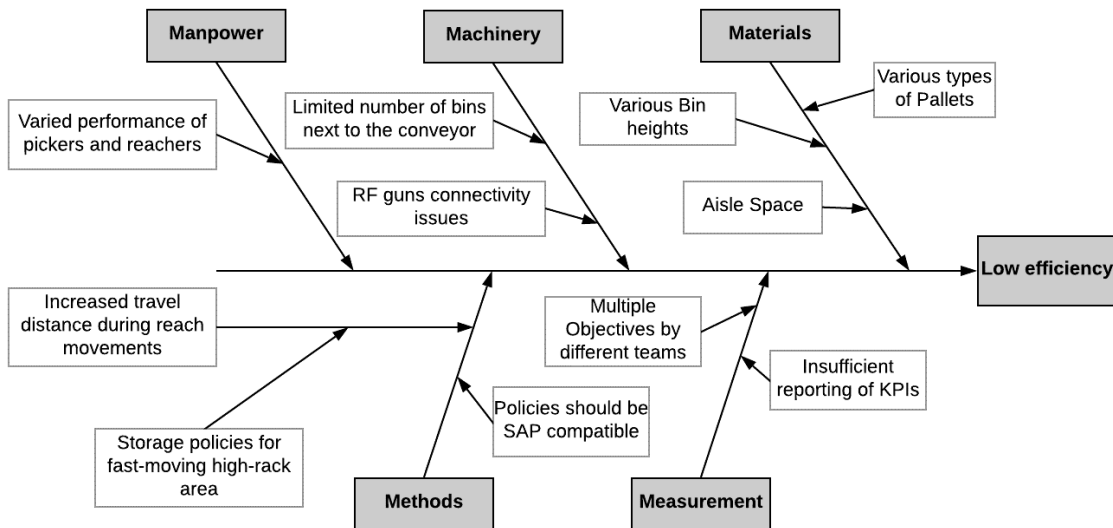 Manpower
Machinery
Materials
Varied performance of
pickers and reachers
Limited number of bins
next to the conveyor
RF guns connectivity
issues
Various Bin
heights
Various types
of Pallets
Aisle Space
Low efficiency
Increased travel
distance during reach
movements
Storage policies for
fast-moving high-rack
area
Policies should be
SAP compatible
Multiple
Objectives by
different teams
Insufficient
reporting of KPIs
Methods
Measurement